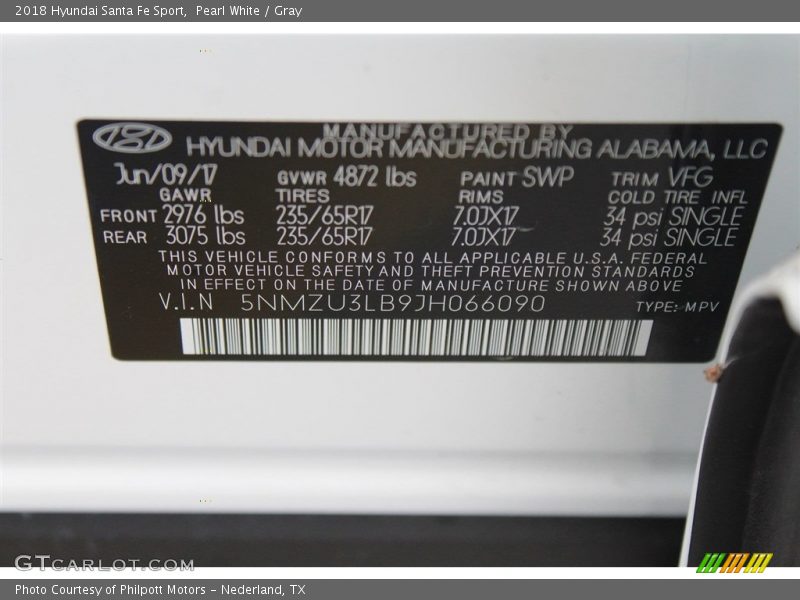 2018 Hyundai Santa Fe Sport, Pearl White / Gray
MANUFACTURED BY
HYUNDAI MOTOR MANUFACTURING ALABAMA, LLC
Jun/09/17 GVWR 4872 lbs PAINT SWP TRIM VFG
GAWR TIRES RIMS COLD TIRE INFL
FRONT 2976 lbs 235/65R17 7.0JX17 34 psi SINGLE
REAR 3075 lbs 235/65R17 7.0JX17 34 psi SINGLE
THIS VEHICLE CONFORMS TO ALL APPLICABLE U.S.A. FEDERAL
MOTOR VEHICLE SAFETY AND THEFT PREVENTION STANDARDS
IN EFFECT ON THE DATE OF MANUFACTURE SHOWN ABOVE
V.I.N 5NMZU3LB9JH066090 TYPE: MPV
GTCARLOT.COM
Photo Courtesy of Philpott Motors - Nederland, TX